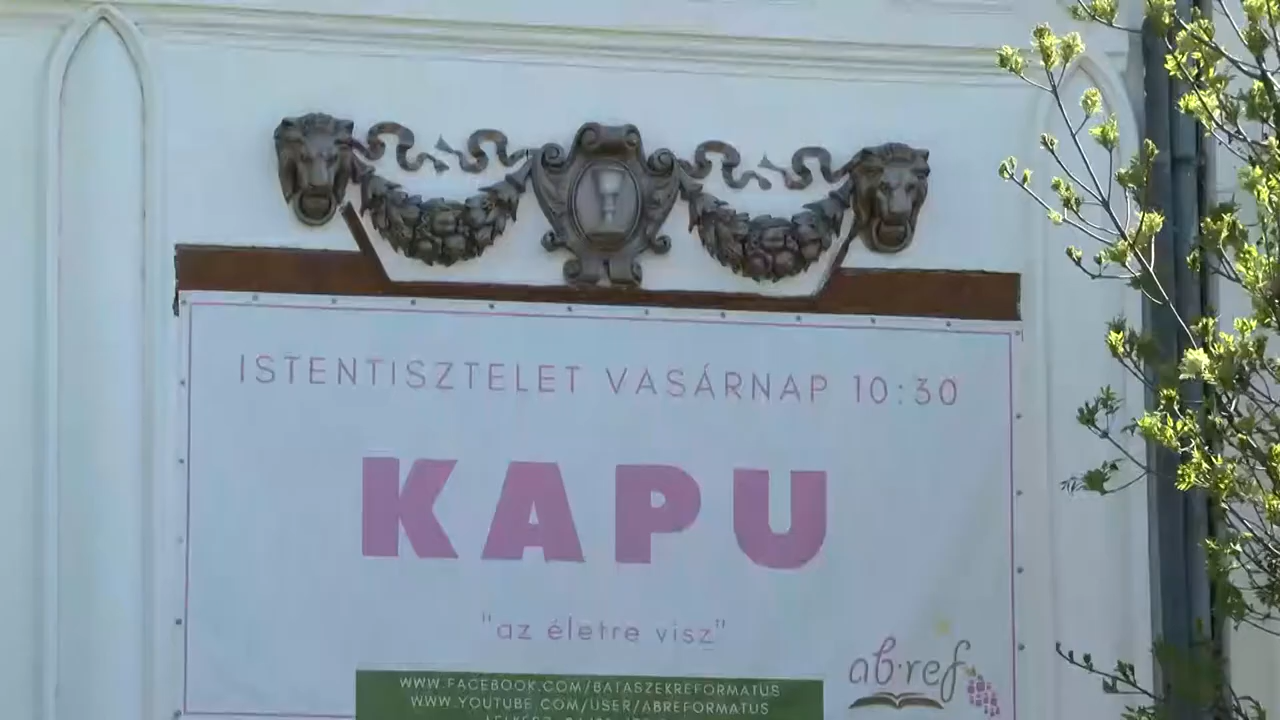 ISTENTISZTELET VASÁRNAP 10:30
KAPU
"az életre visz"
ab·ref
WWW.FACEBOOK.COM/BATASZEKREFORMATUS
WWW.YOUTUBE.COM/USER/ABREFORMATUS